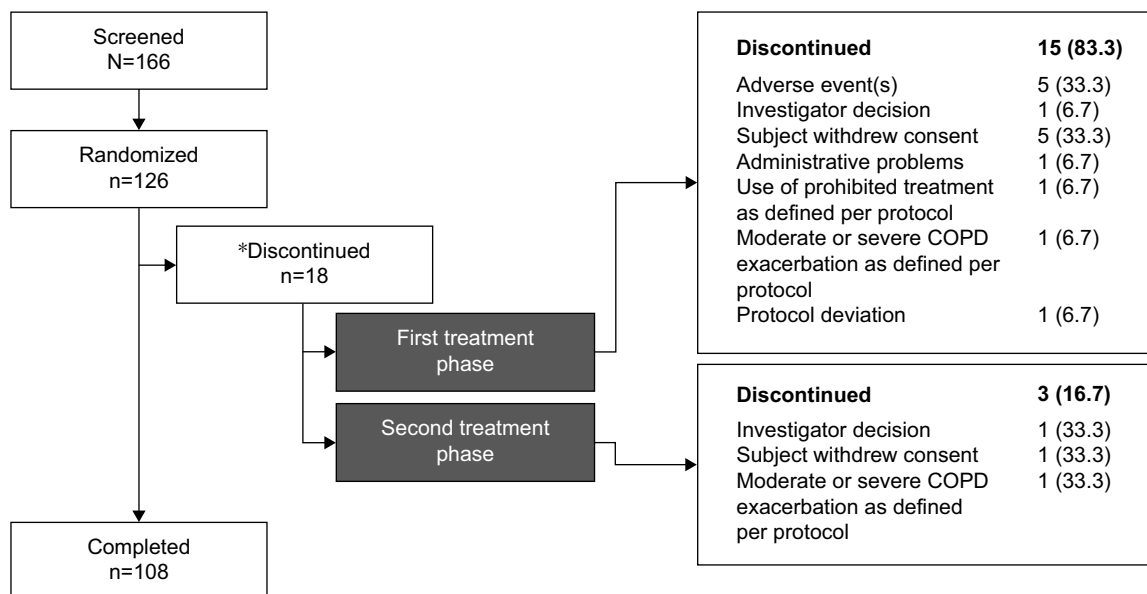 Screened
N=166
Randomized
n=126
*Discontinued
n=18
First treatment
phase
Second treatment
phase
Completed
n=108
Discontinued 15 (83.3)
Adverse event(s) 5 (33.3)
Investigator decision 1 (6.7)
Subject withdrew consent 5 (33.3)
Administrative problems 1 (6.7)
Use of prohibited treatment 1 (6.7)
as defined per protocol
Moderate or severe COPD 1 (6.7)
exacerbation as defined per
protocol
Protocol deviation 1 (6.7)
Discontinued 3 (16.7)
Investigator decision 1 (33.3)
Subject withdrew consent 1 (33.3)
Moderate or severe COPD 1 (33.3)
exacerbation as defined
per protocol